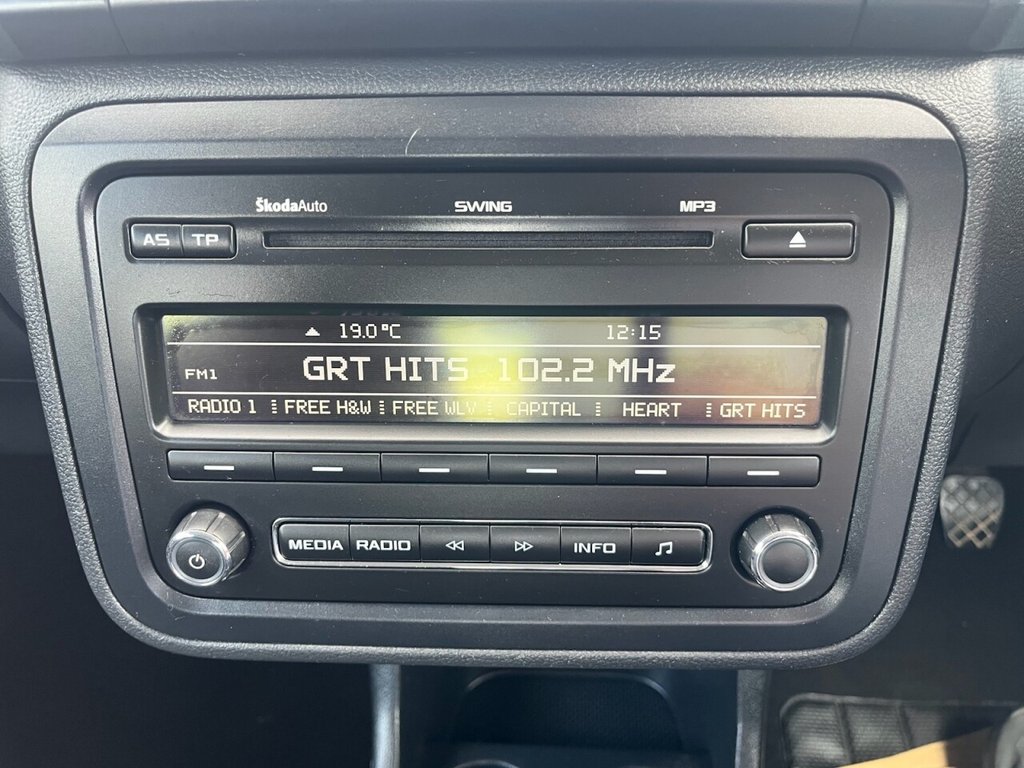 ŠkodaAuto SWING MP3
AS TP
19.0°C 12:15
FM1 GRT HITS 102.2 MHz
RADIO 1 FREE H&W FREE WLV CAPITAL HEART GRT HITS
MEDIA RADIO INFO